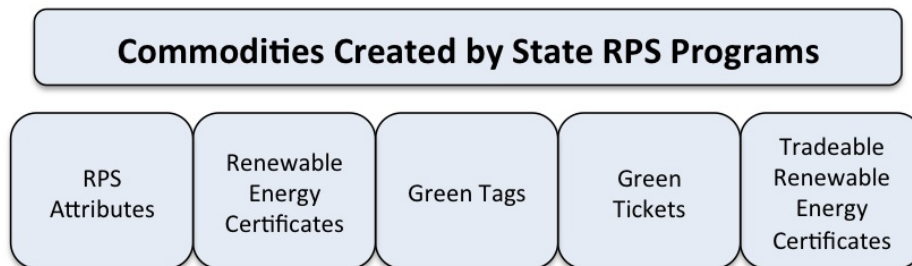 Commodities Created by State RPS Programs
RPS
Attributes
Renewable
Energy
Certificates
Green Tags
Green
Tickets
Tradeable
Renewable
Energy
Certificates